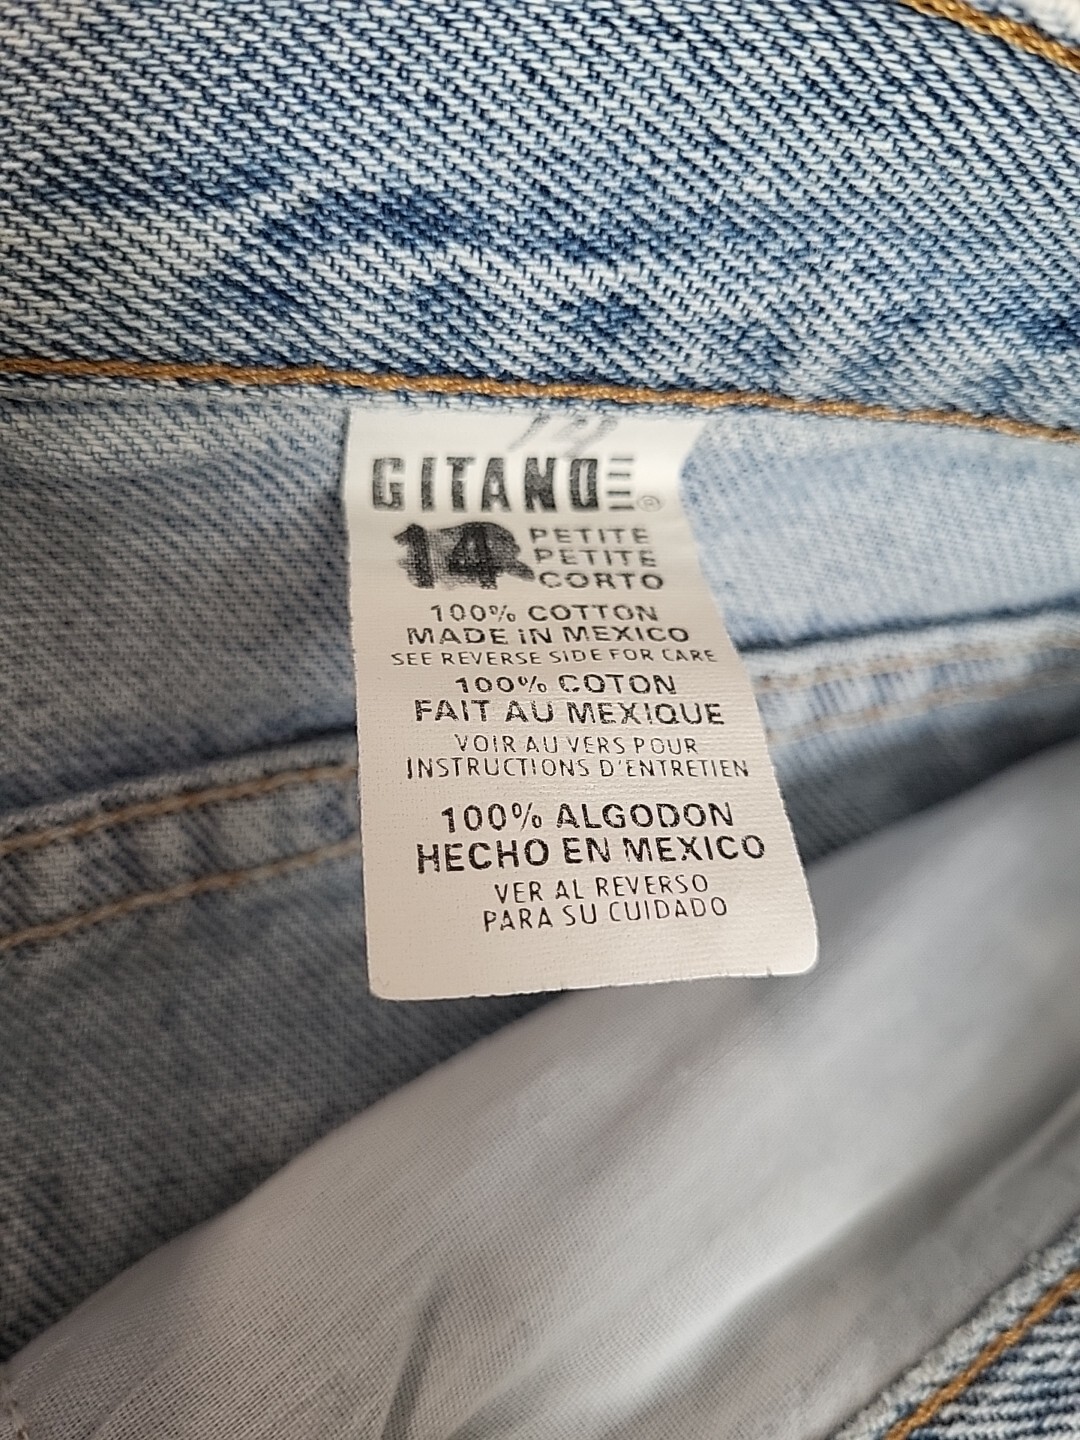 GITANO ®
14 PETITE
PETITE
CORTO
100% COTTON
MADE IN MEXICO
SEE REVERSE SIDE FOR CARE
100% COTON
FAIT AU MEXIQUE
VOIR AU VERS POUR
INSTRUCTIONS D'ENTRETIEN
100% ALGODON
HECHO EN MEXICO
VER AL REVERSO
PARA SU CUIDADO